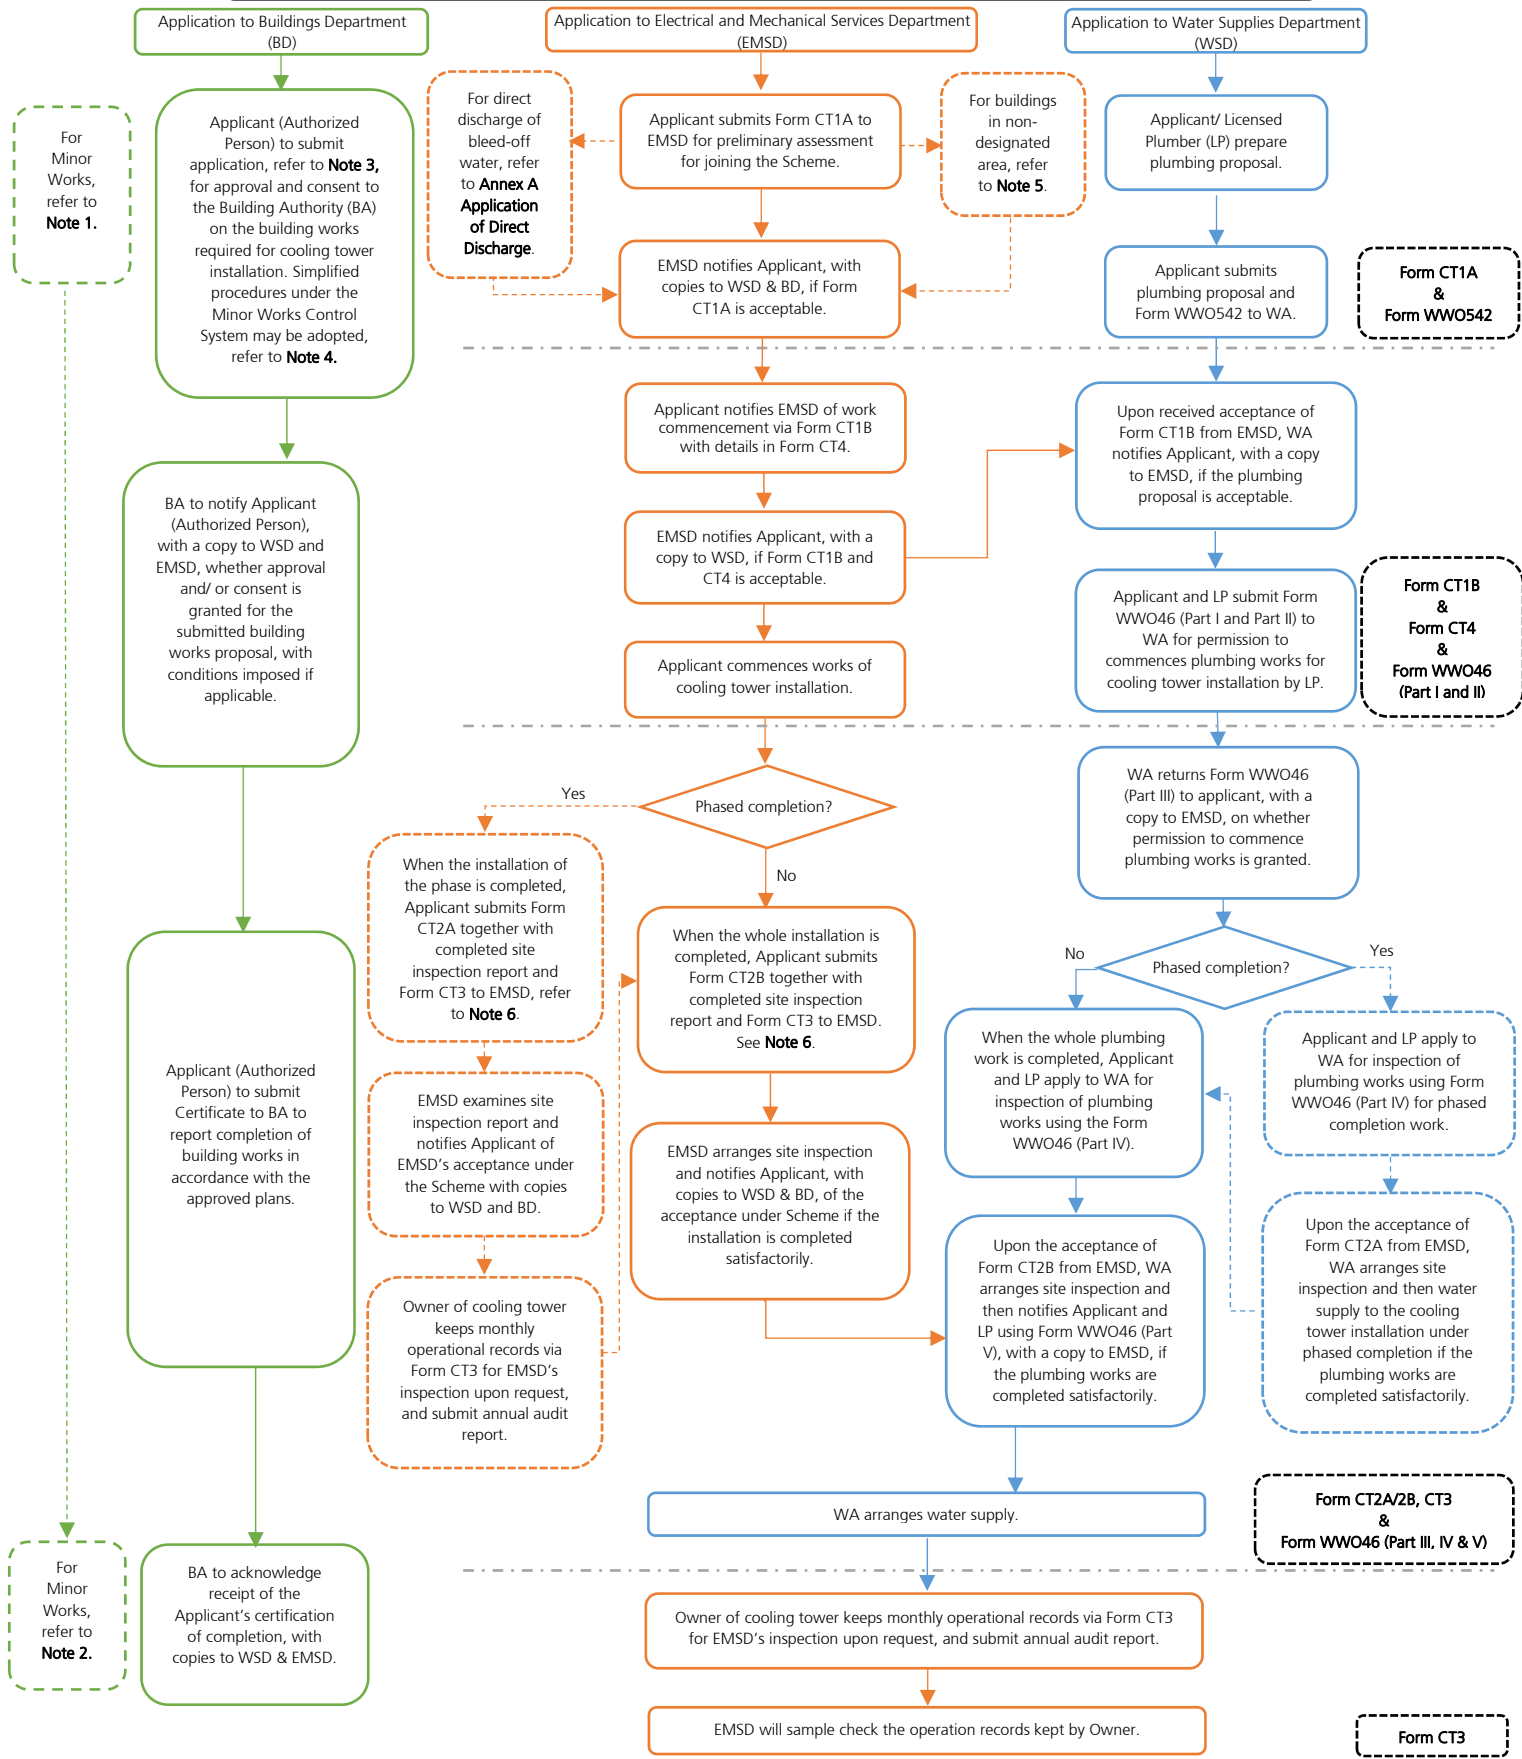 Application to Buildings Department
(BD)
For
Minor
Works,
refer to
Note 1.
Applicant (Authorized
Person) to submit
application, refer to Note 3,
for approval and consent to
the Building Authority (BA)
on the building works
required for cooling tower
installation. Simplified
procedures under the
Minor Works Control
System may be adopted,
refer to Note 4.
BA to notify Applicant
(Authorized Person),
with a copy to WSD and
EMSD, whether approval
and/ or consent is
granted for the
submitted building
works proposal, with
conditions imposed if
applicable.
Applicant (Authorized
Person) to submit
Certificate to BA to
report completion of
building works in
accordance with the
approved plans.
For
Minor
Works,
refer to
Note 2.
BA to acknowledge
receipt of the
Applicant's certification
of completion, with
copies to WSD & EMSD.
Application to Electrical and Mechanical Services Department
(EMSD)
For direct
discharge of
bleed-off
water, refer
to Annex A
Application
of Direct
Discharge.
Applicant submits Form CT1A to
EMSD for preliminary assessment
for joining the Scheme.
For buildings
in non-
designated
area, refer
to Note 5.
EMSD notifies Applicant, with
copies to WSD & BD, if Form
CT1A is acceptable.
Applicant notifies EMSD of work
commencement via Form CT1B
with details in Form CT4.
EMSD notifies Applicant, with a
copy to WSD, if Form CT1B and
CT4 is acceptable.
Applicant commences works of
cooling tower installation.
Phased completion?
Yes
No
When the installation of
the phase is completed,
Applicant submits Form
CT2A together with
completed site
inspection report and
Form CT3 to EMSD, refer
to Note 6.
EMSD examines site
inspection report and
notifies Applicant of
EMSD's acceptance under
the Scheme with copies
to WSD and BD.
Owner of cooling tower
keeps monthly
operational records via
Form CT3 for EMSD's
inspection upon request,
and submit annual audit
report.
When the whole installation is
completed, Applicant submits
Form CT2B together with
completed site inspection
report and Form CT3 to EMSD.
See Note 6.
EMSD arranges site inspection
and notifies Applicant, with
copies to WSD & BD, of the
acceptance under Scheme if the
installation is completed
satisfactorily.
Application to Water Supplies Department
(WSD)
Applicant/ Licensed
Plumber (LP) prepare
plumbing proposal.
Applicant submits
plumbing proposal and
Form WWO542 to WA.
Form CT1A
&
Form WWO542
Upon received acceptance of
Form CT1B from EMSD, WA
notifies Applicant, with a copy
to EMSD, if the plumbing
proposal is acceptable.
Applicant and LP submit Form
WWO46 (Part I and Part II) to
WA for permission to
commences plumbing works for
cooling tower installation by LP.
Form CT1B
&
Form CT4
&
Form WWO46
(Part I and II)
WA returns Form WWO46
(Part III) to applicant, with a
copy to EMSD, on whether
permission to commence
plumbing works is granted.
Phased completion?
No
Yes
When the whole plumbing
work is completed, Applicant
and LP apply to WA for
inspection of plumbing
works using the Form
WWO46 (Part IV).
Applicant and LP apply to
WA for inspection of
plumbing works using Form
WWO46 (Part IV) for phased
completion work.
Upon the acceptance of
Form CT2B from EMSD, WA
arranges site inspection and
then notifies Applicant and
LP using Form WWO46 (Part
V), with a copy to EMSD, if
the plumbing works are
completed satisfactorily.
Upon the acceptance of
Form CT2A from EMSD,
WA arranges site
inspection and then water
supply to the cooling
tower installation under
phased completion if the
plumbing works are
completed satisfactorily.
WA arranges water supply.
Form CT2A/2B, CT3
&
Form WWO46 (Part III, IV & V)
Owner of cooling tower keeps monthly operational records via Form CT3
for EMSD's inspection upon request, and submit annual audit report.
EMSD will sample check the operation records kept by Owner.
Form CT3